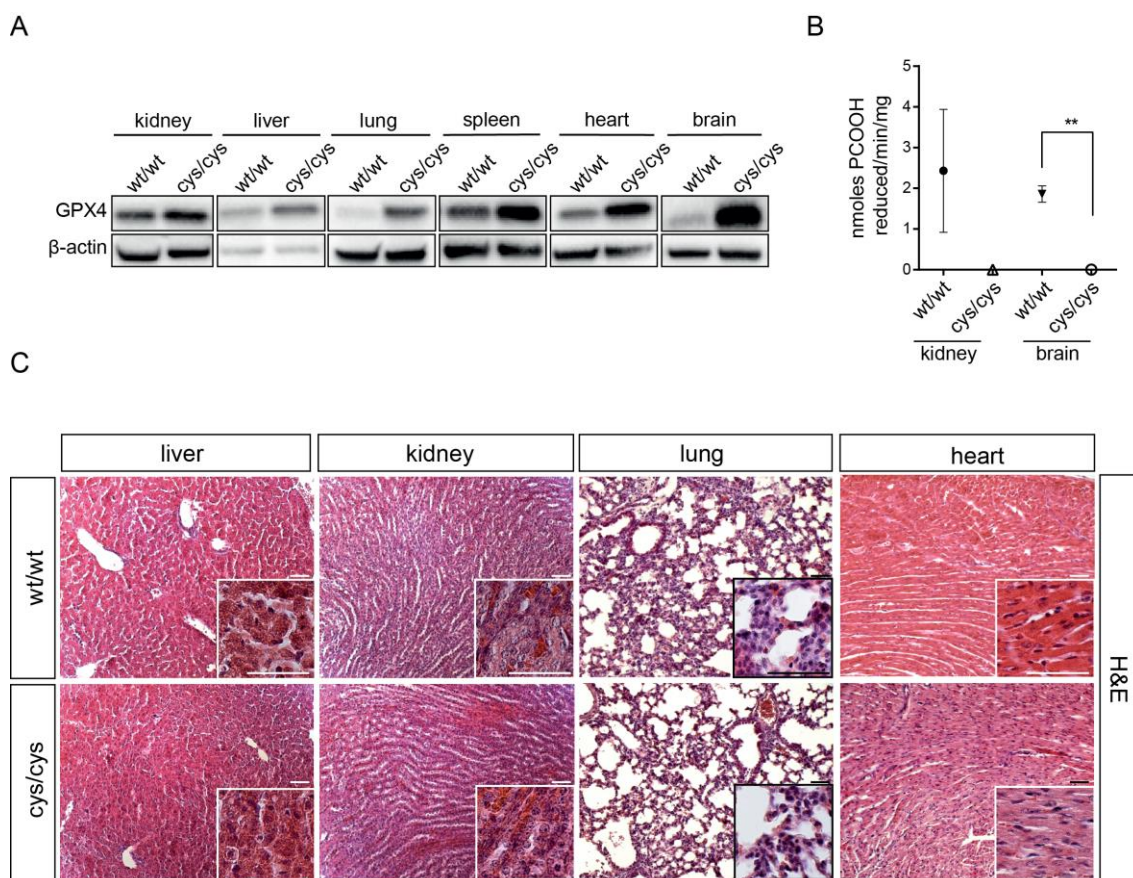 A
kidney liver lung spleen heart brain
wt/wt cys/cys wt/wt cys/cys wt/wt cys/cys wt/wt cys/cys wt/wt cys/cys wt/wt cys/cys
GPX4
β-actin
B
nmoles PCOOH
reduced/min/mg
5
4
3
2
1
0
**
wt/wt cys/cys wt/wt cys/cys
kidney brain
C
liver kidney lung heart
wt/wt
cys/cys
H&E